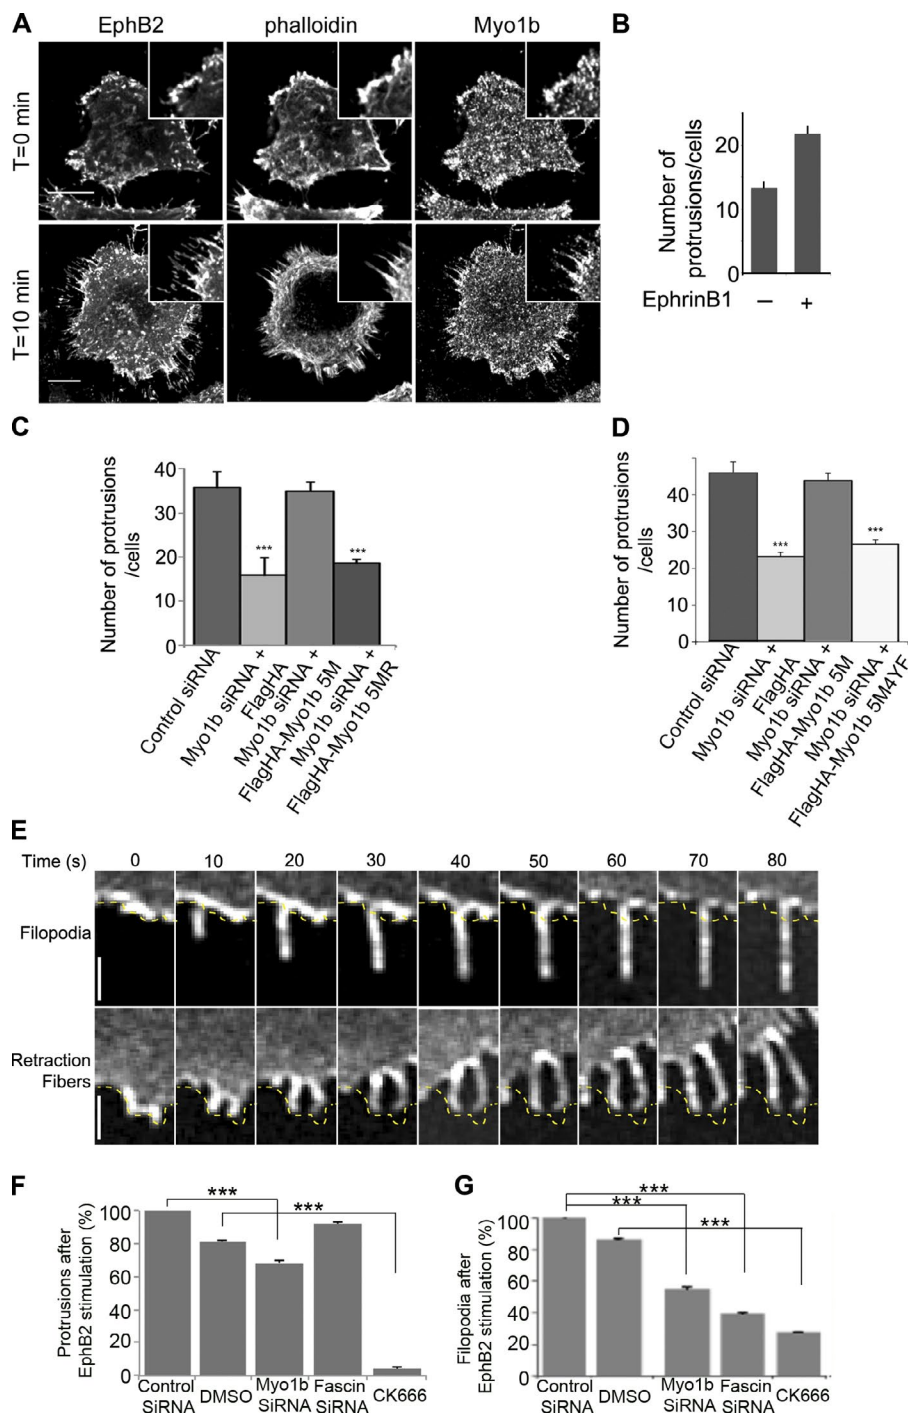 A
EphB2
phalloidin
Myo1b
T=0 min
T=10 min
B
Number of
protrusions/cells
20
10
0
EphrinB1
– +
C
Number of protrusions
/cells
40
30
20
10
0
***
***
Control siRNA
Myo1b siRNA +
FlagHA
Myo1b siRNA +
FlagHA-Myo1b 5M
Myo1b siRNA +
FlagHA-Myo1b 5MR
D
Number of protrusions
/cells
40
30
20
10
0
***
***
Control siRNA
Myo1b siRNA +
FlagHA
Myo1b siRNA +
FlagHA-Myo1b 5M
Myo1b siRNA +
FlagHA-Myo1b 5M4YF
E
Time (s) 0 10 20 30 40 50 60 70 80
Filopodia
Retraction
Fibers
F
Protrusions after
EphB2 stimulation (%)
100
80
60
40
20
0
***
***
Control
SiRNA
DMSO
Myo1b
SiRNA
Fascin
SiRNA
CK666
G
Filopodia after
EphB2 stimulation (%)
100
80
60
40
20
0
***
***
***
Control
SiRNA
DMSO
Myo1b
SiRNA
Fascin
SiRNA
CK666